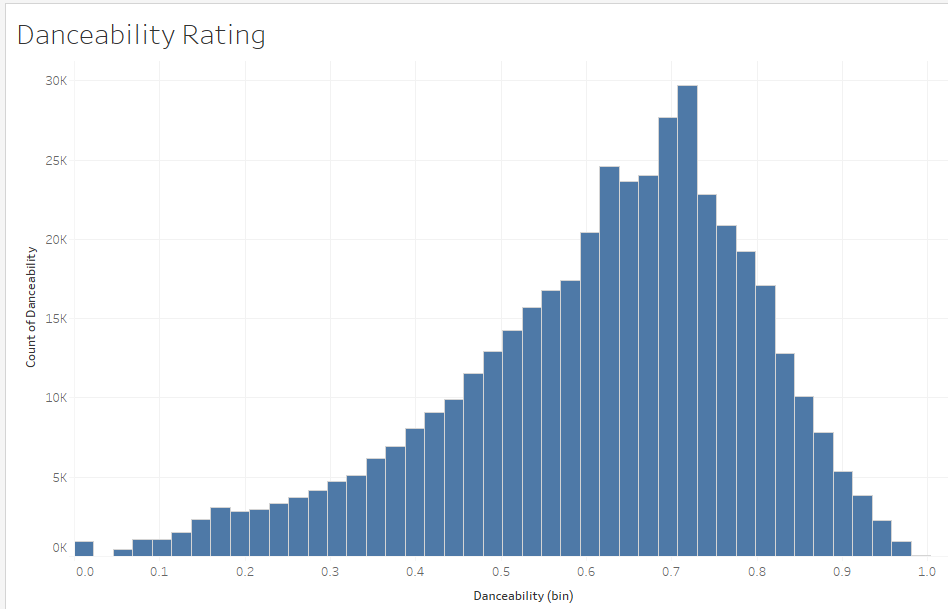 Danceability Rating
30K
25K
20K
15K
10K
5K
0K
Count of Danceability
0.0 0.1 0.2 0.3 0.4 0.5 0.6 0.7 0.8 0.9 1.0
Danceability (bin)